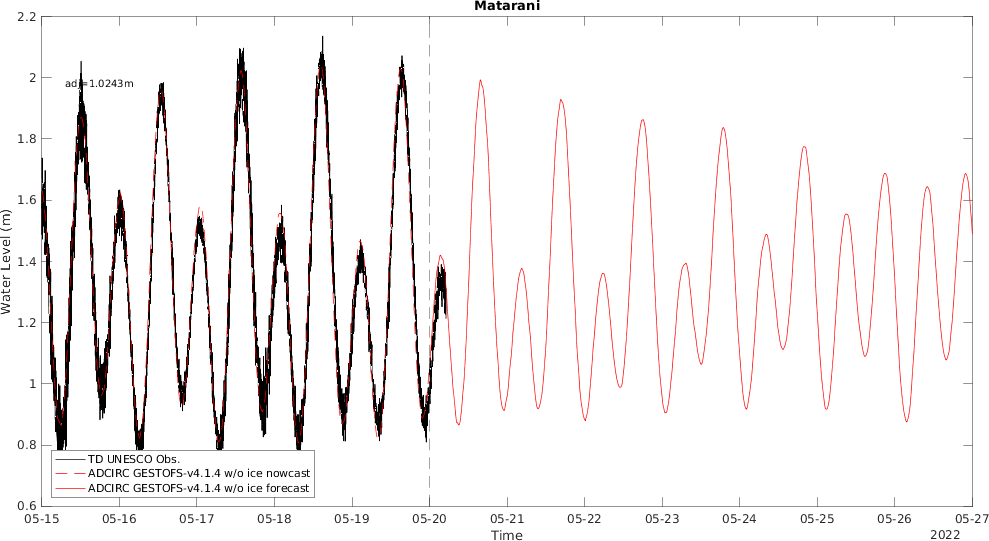 Matarani
2.2
2
1.8
1.6
1.4
1.2
1
0.8
0.6
Water Level (m)
adj=1.0243m
TD UNESCO Obs.
ADCIRC GESTOFS-v4.1.4 w/o ice nowcast
ADCIRC GESTOFS-v4.1.4 w/o ice forecast
05-15 05-16 05-17 05-18 05-19 05-20 05-21 05-22 05-23 05-24 05-25 05-26 05-27
Time
2022